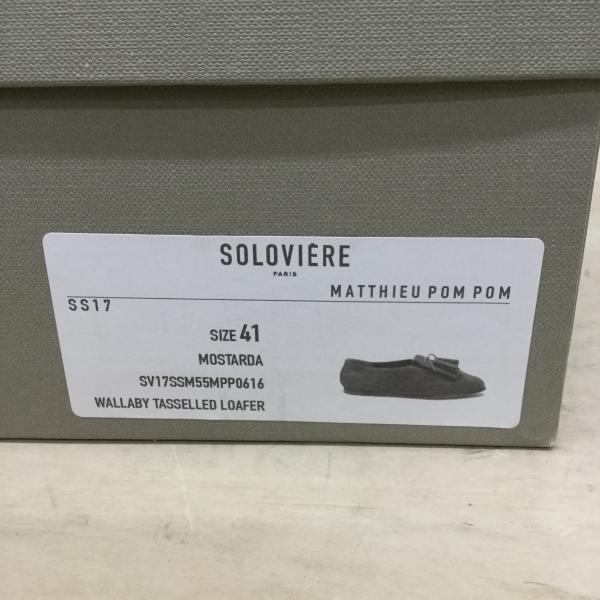 SOLOVIÈRE
PARIS
MATTHIEU POM POM
SS17
SIZE 41
MOSTARDA
SV17SSM55MPP0616
WALLABY TASSELLED LOAFER